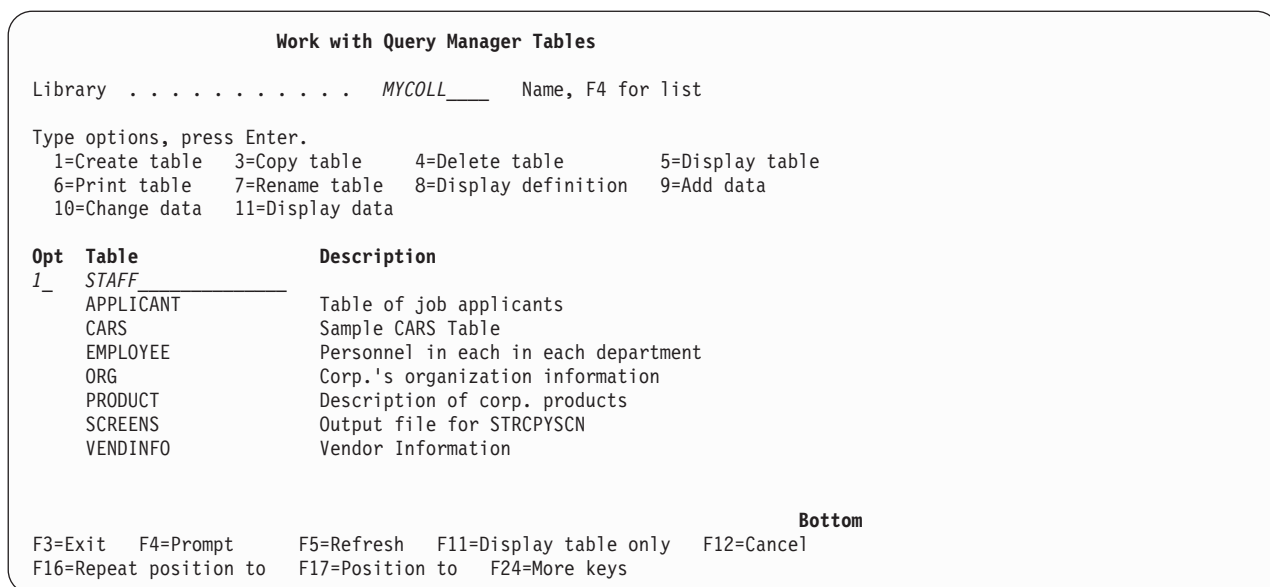 Work with Query Manager Tables
Library . . . . . . . . . . . MYCOLL____ Name, F4 for list
Type options, press Enter.
1=Create table 3=Copy table 4=Delete table 5=Display table
6=Print table 7=Rename table 8=Display definition 9=Add data
10=Change data 11=Display data
Opt Table Description
1_ STAFF______________
APPLICANT Table of job applicants
CARS Sample CARS Table
EMPLOYEE Personnel in each in each department
ORG Corp.'s organization information
PRODUCT Description of corp. products
SCREENS Output file for STRCPYSCN
VENDINFO Vendor Information
Bottom
F3=Exit F4=Prompt F5=Refresh F11=Display table only F12=Cancel
F16=Repeat position to F17=Position to F24=More keys